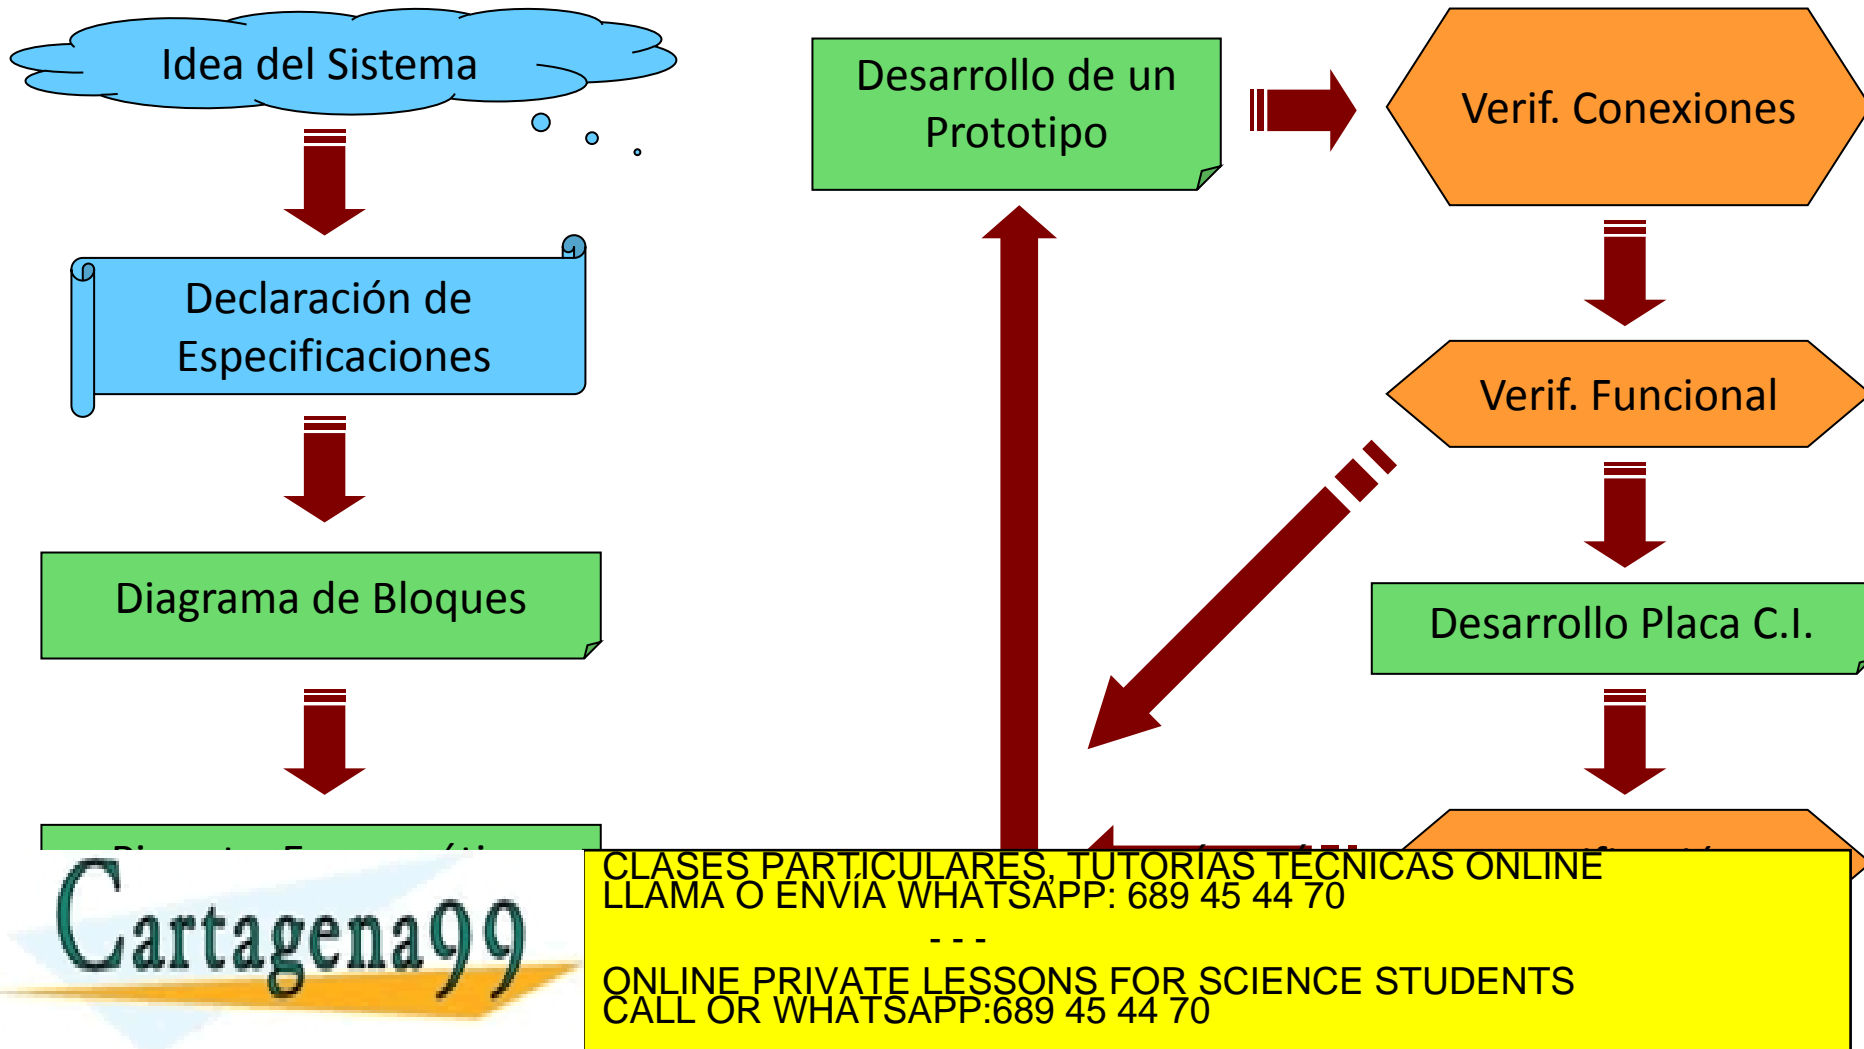 Idea del Sistema
Declaración de
Especificaciones
Diagrama de Bloques
Desarrollo de un
Prototipo
Verif. Conexiones
Verif. Funcional
Desarrollo Placa C.I.
Cartagena99
CLASES PARTICULARES, TUTORÍAS TÉCNICAS ONLINE
LLAMA O ENVÍA WHATSAPP: 689 45 44 70
- - -
ONLINE PRIVATE LESSONS FOR SCIENCE STUDENTS
CALL OR WHATSAPP:689 45 44 70